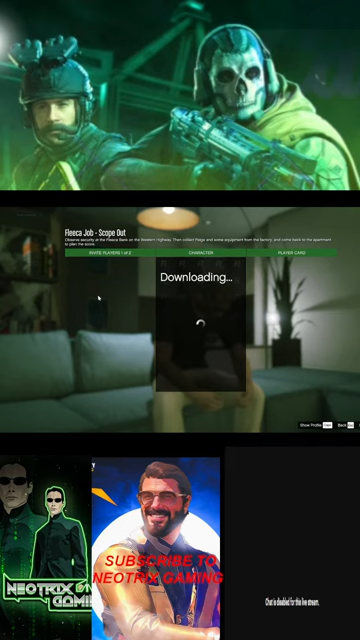 Fleeca Job - Scope Out
Observe security at the Fleeca Bank on the Western Highway. Then collect Paige and some equipment from the factory, and come back to the apartment
to plan the score.
INVITE PLAYERS 1 of 2
CHARACTER
PLAYER CARD
Downloading...
Show Profile
Back
NEOTRIX
GAMI
SUBSCRIBE TO
NEOTRIX GAMING
Chat is disabled for this live stream.